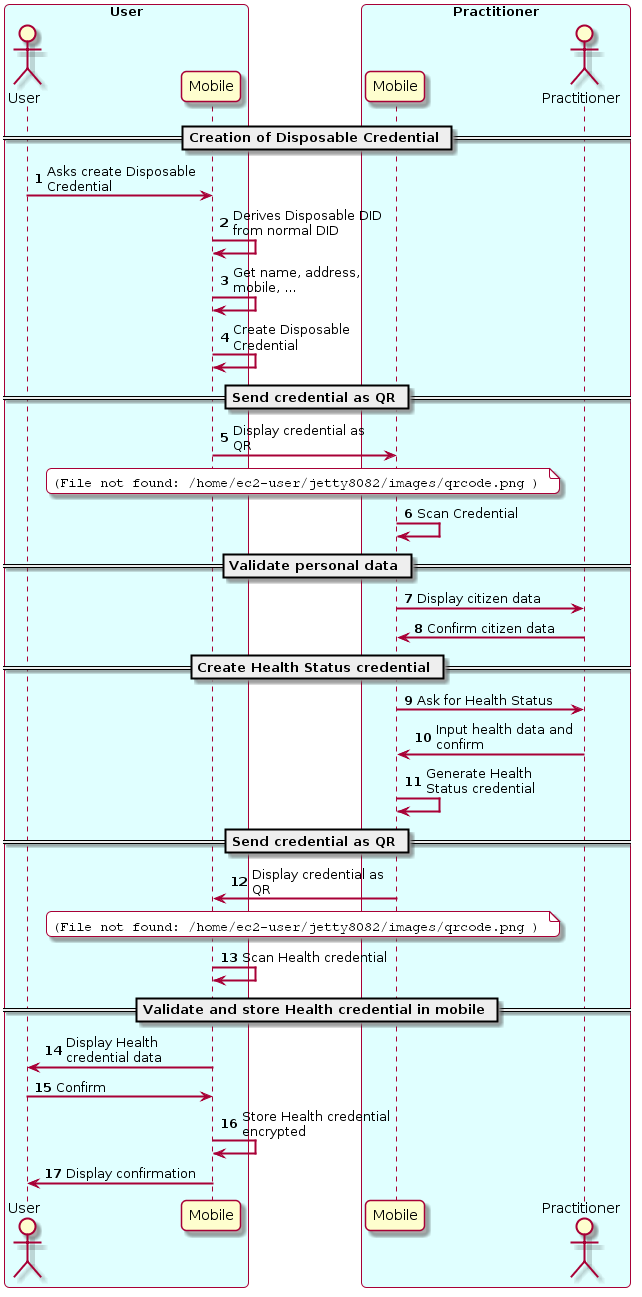 User
Practitioner
User
Mobile
Mobile
Practitioner
Creation of Disposable Credential
1 Asks create Disposable
Credential
2 Derives Disposable DID
from normal DID
3 Get name, address,
mobile, ...
4 Create Disposable
Credential
Send credential as QR
5 Display credential as
QR
(File not found: /home/ec2-user/jetty8082/images/qrcode.png )
6 Scan Credential
Validate personal data
7 Display citizen data
8 Confirm citizen data
Create Health Status credential
9 Ask for Health Status
10 Input health data and
confirm
11 Generate Health
Status credential
Send credential as QR
12 Display credential as
QR
(File not found: /home/ec2-user/jetty8082/images/qrcode.png )
13 Scan Health credential
Validate and store Health credential in mobile
14 Display Health
credential data
15 Confirm
16 Store Health credential
encrypted
17 Display confirmation
User
Mobile
Mobile
Practitioner